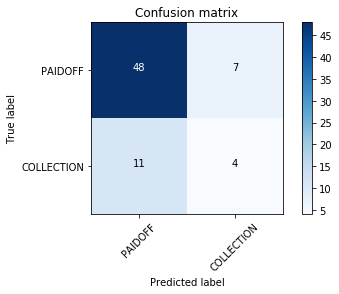 Confusion matrix
True label
PAIDOFF
COLLECTION
48
7
11
4
PAIDOFF
COLLECTION
Predicted label
45
40
35
30
25
20
15
10
5